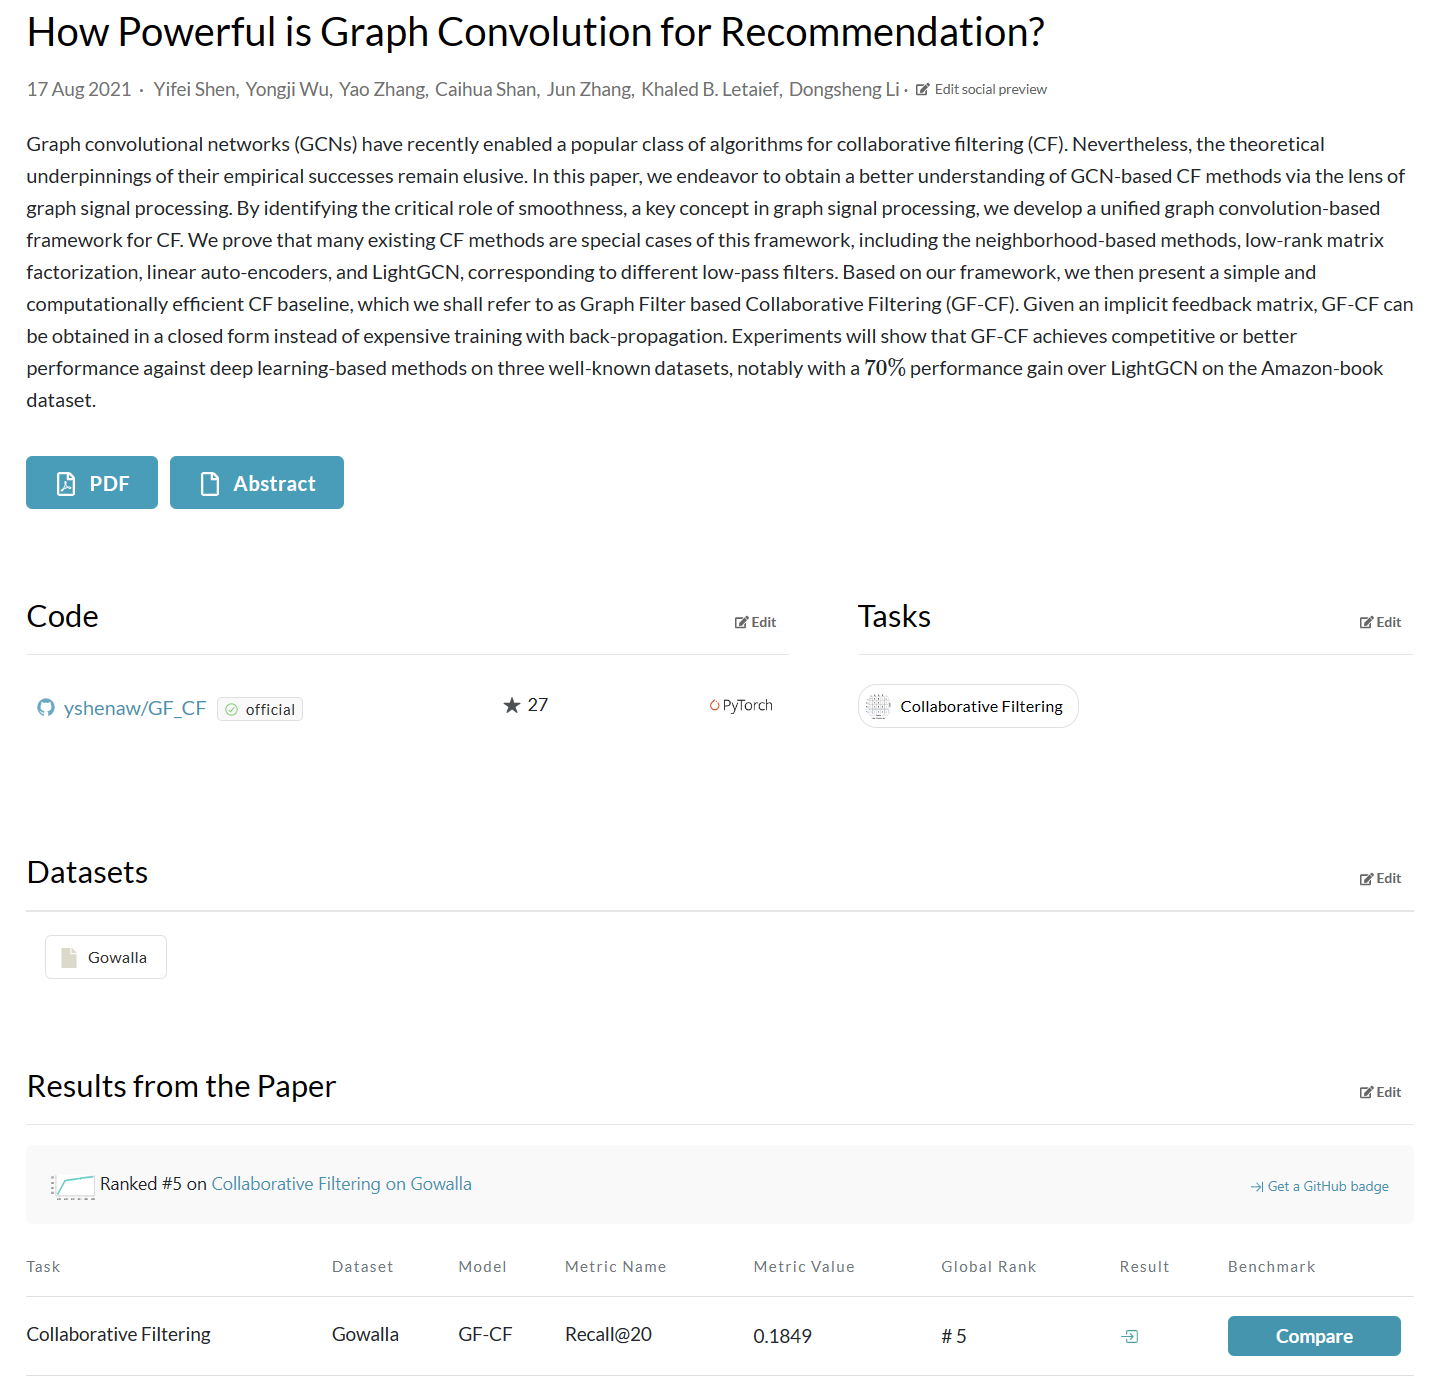 How Powerful is Graph Convolution for Recommendation?
17 Aug 2021 · Yifei Shen, Yongji Wu, Yao Zhang, Caihua Shan, Jun Zhang, Khaled B. Letaief, Dongsheng Li · Edit social preview
Graph convolutional networks (GCNs) have recently enabled a popular class of algorithms for collaborative filtering (CF). Nevertheless, the theoretical
underpinnings of their empirical successes remain elusive. In this paper, we endeavor to obtain a better understanding of GCN-based CF methods via the lens of
graph signal processing. By identifying the critical role of smoothness, a key concept in graph signal processing, we develop a unified graph convolution-based
framework for CF. We prove that many existing CF methods are special cases of this framework, including the neighborhood-based methods, low-rank matrix
factorization, linear auto-encoders, and LightGCN, corresponding to different low-pass filters. Based on our framework, we then present a simple and
computationally efficient CF baseline, which we shall refer to as Graph Filter based Collaborative Filtering (GF-CF). Given an implicit feedback matrix, GF-CF can
be obtained in a closed form instead of expensive training with back-propagation. Experiments will show that GF-CF achieves competitive or better
performance against deep learning-based methods on three well-known datasets, notably with a 70% performance gain over LightGCN on the Amazon-book
dataset.
PDF Abstract
Code Edit
yshenaw/GF_CF official 27 PyTorch
Tasks Edit
Collaborative Filtering
Datasets Edit
Gowalla
Results from the Paper Edit
Ranked #5 on Collaborative Filtering on Gowalla Get a GitHub badge
Task Dataset Model Metric Name Metric Value Global Rank Result Benchmark
Collaborative Filtering Gowalla GF-CF Recall@20 0.1849 # 5 Compare